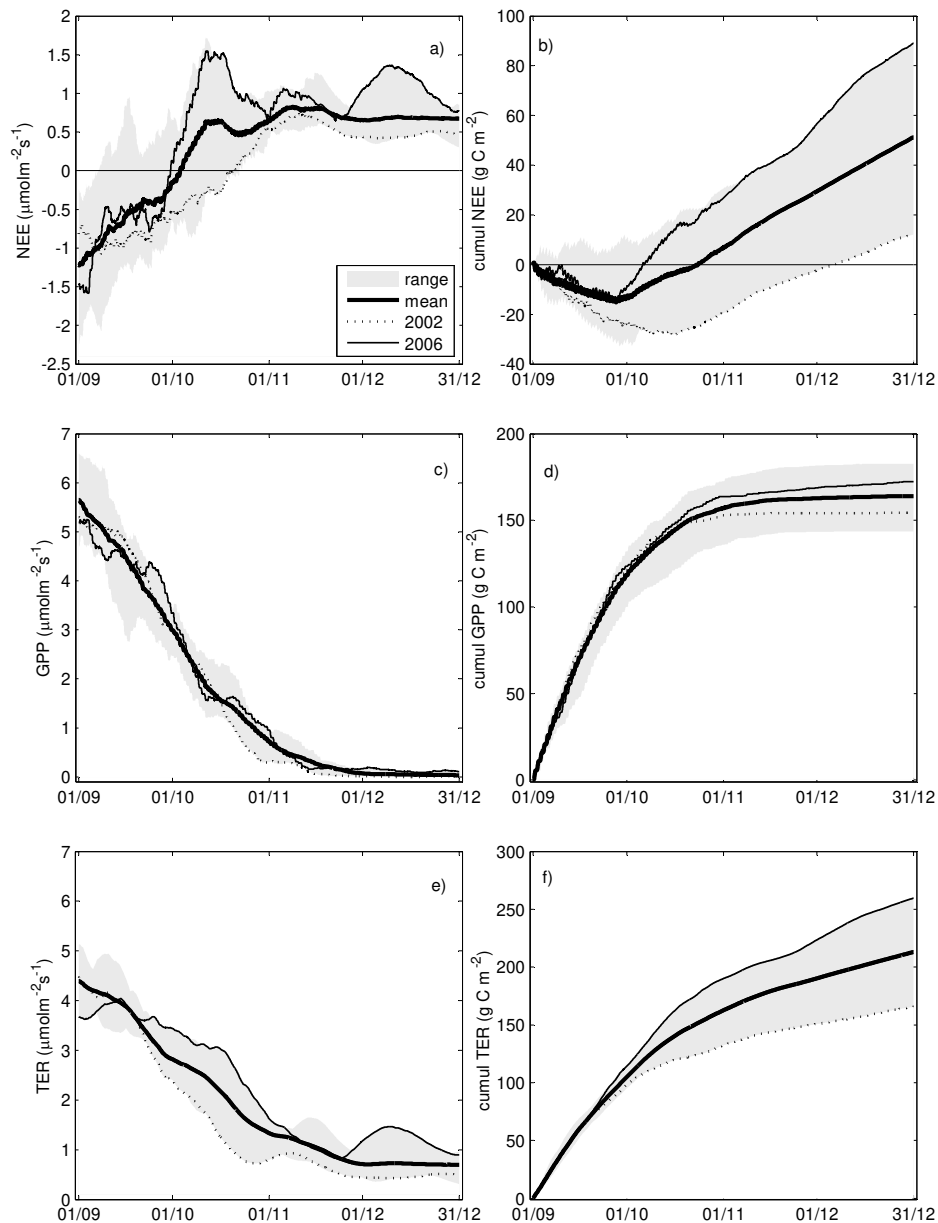 a)
NEE (μmolm⁻²s⁻¹)
2
1.5
1
0.5
0
-0.5
-1
-1.5
-2
-2.5
01/09 01/10 01/11 01/12 31/12
range
mean
2002
2006
b)
cumul NEE (g C m⁻²)
100
80
60
40
20
0
-20
-40
01/09 01/10 01/11 01/12 31/12
c)
GPP (μmolm⁻²s⁻¹)
7
6
5
4
3
2
1
0
01/09 01/10 01/11 01/12 31/12
d)
cumul GPP (g C m⁻²)
200
150
100
50
0
01/09 01/10 01/11 01/12 31/12
e)
TER (μmolm⁻²s⁻¹)
7
6
5
4
3
2
1
0
01/09 01/10 01/11 01/12 31/12
f)
cumul TER (g C m⁻²)
300
250
200
150
100
50
0
01/09 01/10 01/11 01/12 31/12